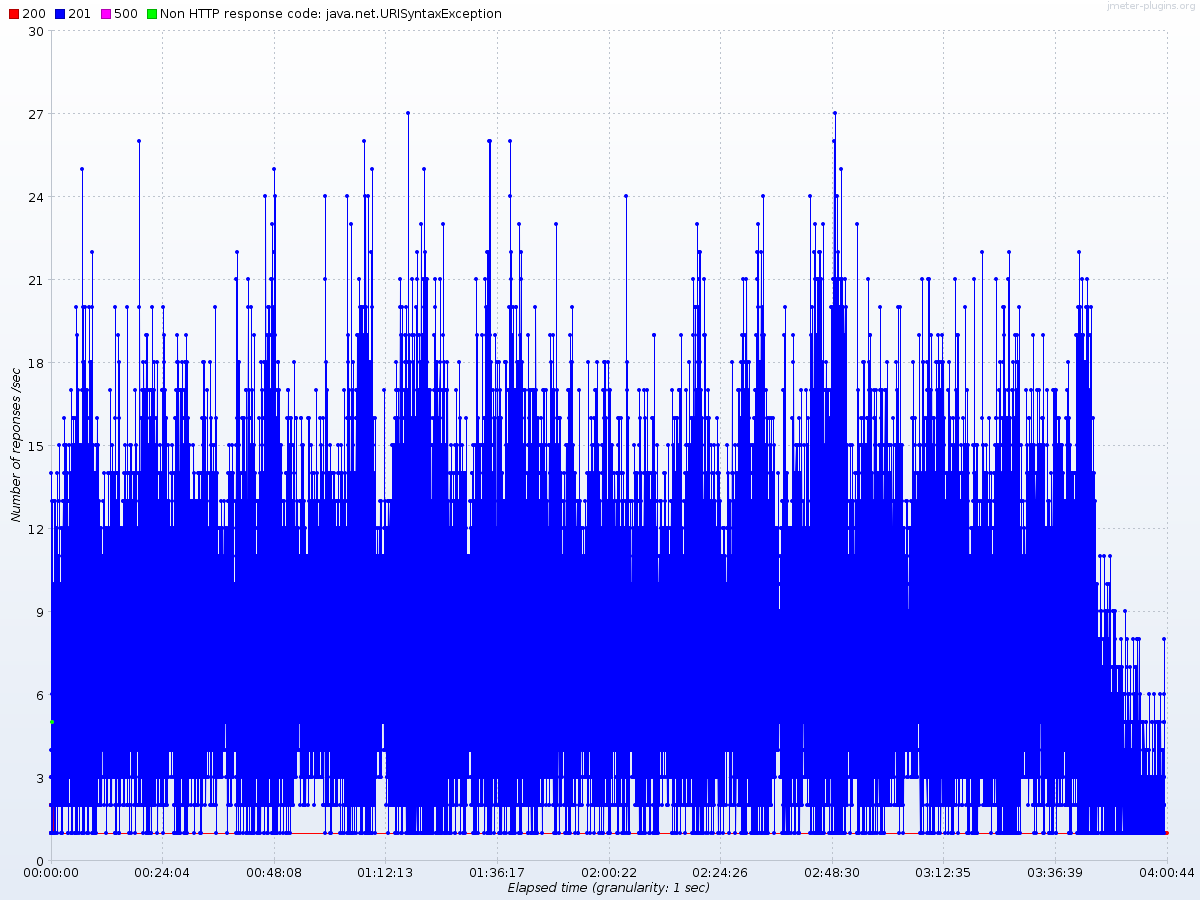 200 201 500 Non HTTP response code: java.net.URISyntaxException
jmeter-plugins.org
30
27
24
21
18
15
12
9
6
3
0
Number of reponses /sec
00:00:00 00:24:04 00:48:08 01:12:13 01:36:17 02:00:22 02:24:26 02:48:30 03:12:35 03:36:39 04:00:44
Elapsed time (granularity: 1 sec)